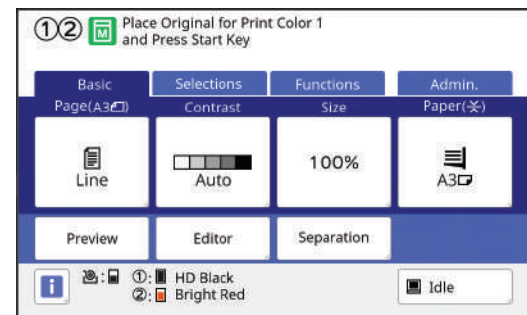 ①② M Place Original for Print Color 1
and Press Start Key
Basic Selections Functions Admin.
Page(A3) Contrast Size Paper(※)
Line Auto 100% A3
Preview Editor Separation
i ①: HD Black
②: Bright Red
Idle